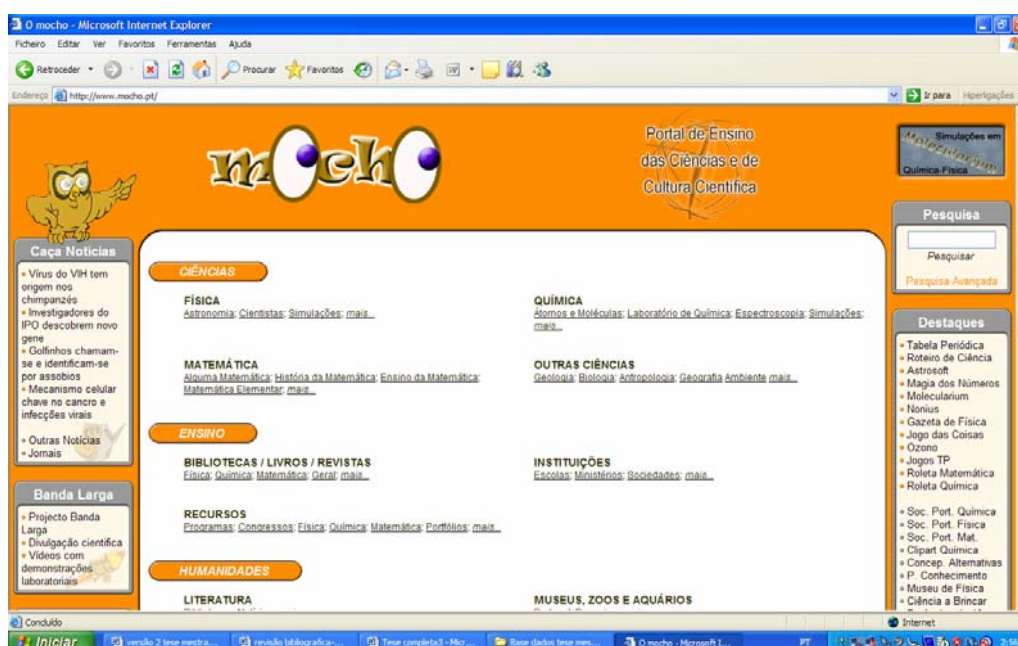 O mocho - Microsoft Internet Explorer
Ficheiro Editar Ver Favoritos Ferramentas Ajuda
Retroceder Procurar Favoritos
Endereço http://www.mocho.pt/ Ir para Hiperligações
mocho
Portal de Ensino
das Ciências e de
Cultura Científica
Simulações em
Molecularium
Química-Física
Caça Noticias
Vírus do VIH tem
origem nos
chimpanzés
Investigadores do
IPO descobrem novo
gene
Golfinhos chamam-
se e identificam-se
por assobios
Mecanismo celular
chave no cancro e
infecções virais
Outras Notícias
Jornais
Banda Larga
Projecto Banda
Larga
Divulgação científica
Vídeos com
demonstrações
laboratoriais
CIÊNCIAS
FÍSICA
Astronomia; Cientistas; Simulações; mais...
QUÍMICA
Átomos e Moléculas; Laboratório de Química; Espectroscopia; Simulações;
mais...
MATEMÁTICA
Alguma Matemática; História da Matemática; Ensino da Matemática;
Matemática Elementar; mais...
OUTRAS CIÊNCIAS
Geologia; Biologia; Antropologia; Geografia Ambiente mais...
ENSINO
BIBLIOTECAS / LIVROS / REVISTAS
Física; Química; Matemática; Geral; mais...
INSTITUIÇÕES
Escolas; Ministérios; Sociedades; mais...
RECURSOS
Programas; Congressos; Física; Química; Matemática; Portfólios; mais...
HUMANIDADES
LITERATURA
MUSEUS, ZOOS E AQUÁRIOS
Pesquisa
Pesquisar
Pesquisa Avançada
Destaques
Tabela Periódica
Roteiro de Ciência
Astrosoft
Magia dos Números
Molecularium
Nonius
Gazeta de Física
Jogo das Coisas
Ozono
Jogos TP
Roleta Matemática
Roleta Química
Soc. Port. Química
Soc. Port. Física
Soc. Port. Mat.
Clipart Química
Concep. Alternativas
P. Conhecimento
Museu de Física
Ciência a Brincar
Concluído Internet
Iniciar versão 2 tese mestra... revisão bibliografica-... Tese completa3 - Micr... Base dados tese mes... O mocho - Microsoft I... PT